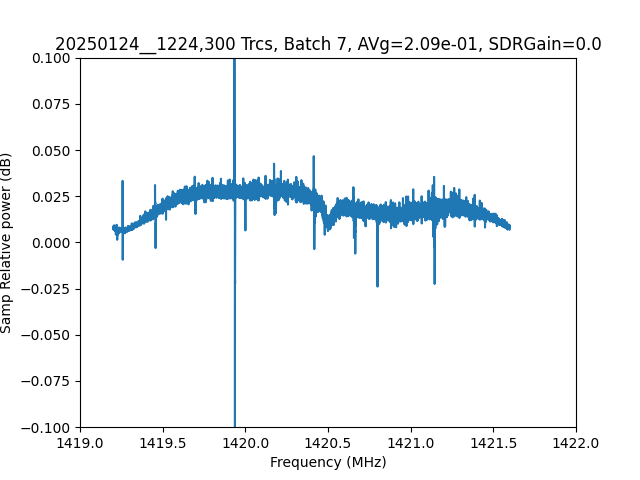 20250124__1224,300 Trcs, Batch 7, AVg=2.09e-01, SDRGain=0.0
0.100
0.075
0.050
0.025
0.000
−0.025
−0.050
−0.075
−0.100
Samp Relative power (dB)
1419.0 1419.5 1420.0 1420.5 1421.0 1421.5 1422.0
Frequency (MHz)